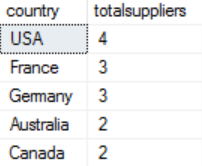 country totalsuppliers
USA 4
France 3
Germany 3
Australia 2
Canada 2